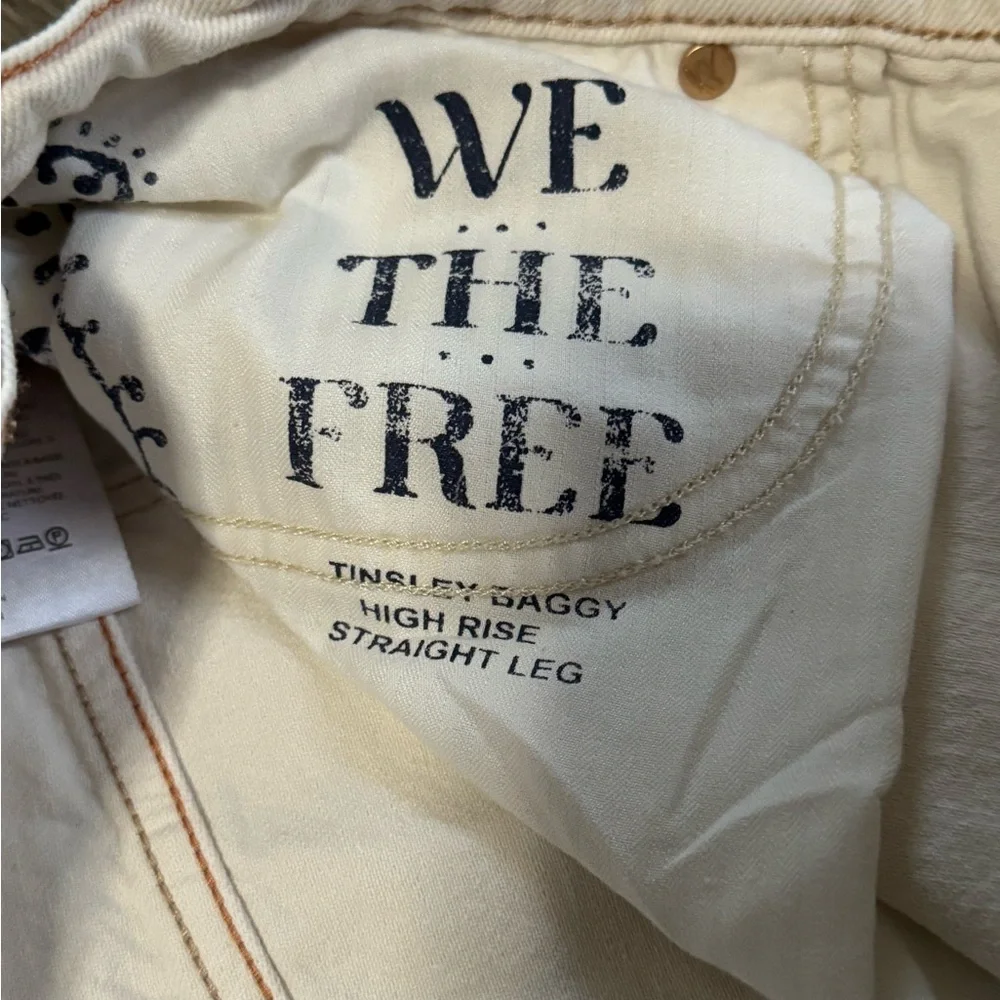 WE
THE
FREE
TINSLEY BAGGY
HIGH RISE
STRAIGHT LEG